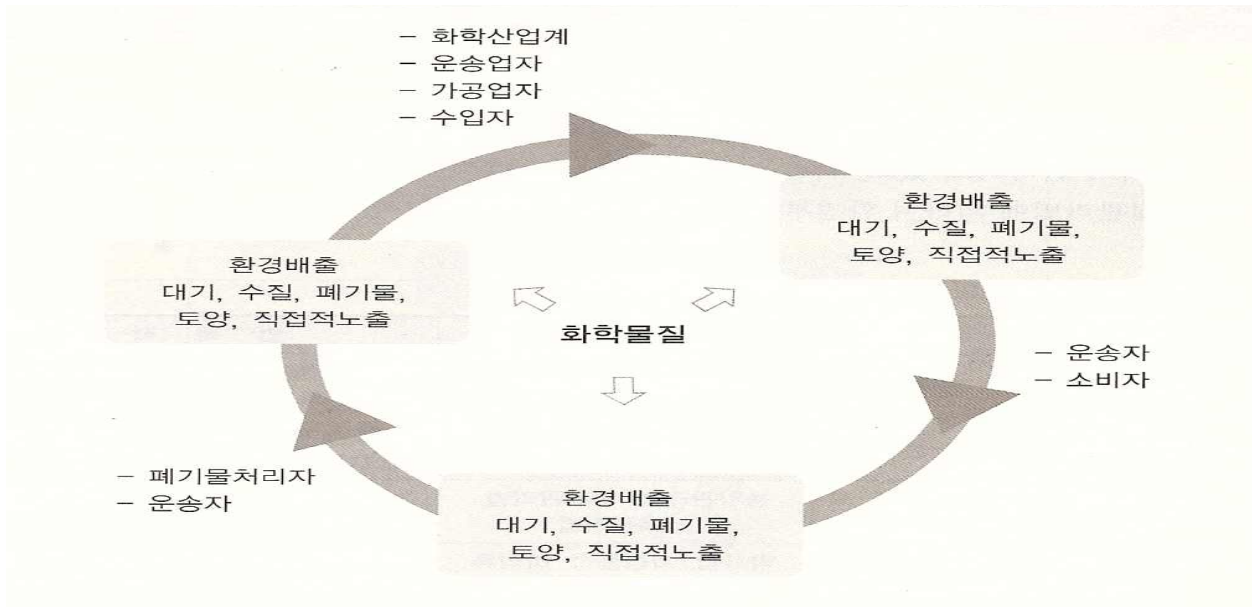 – 화학산업계
– 운송업자
– 가공업자
– 수입자
환경배출
대기, 수질, 폐기물,
토양, 직접적노출
환경배출
대기, 수질, 폐기물,
토양, 직접적노출
화학물질
– 운송자
– 소비자
– 폐기물처리자
– 운송자
환경배출
대기, 수질, 폐기물,
토양, 직접적노출